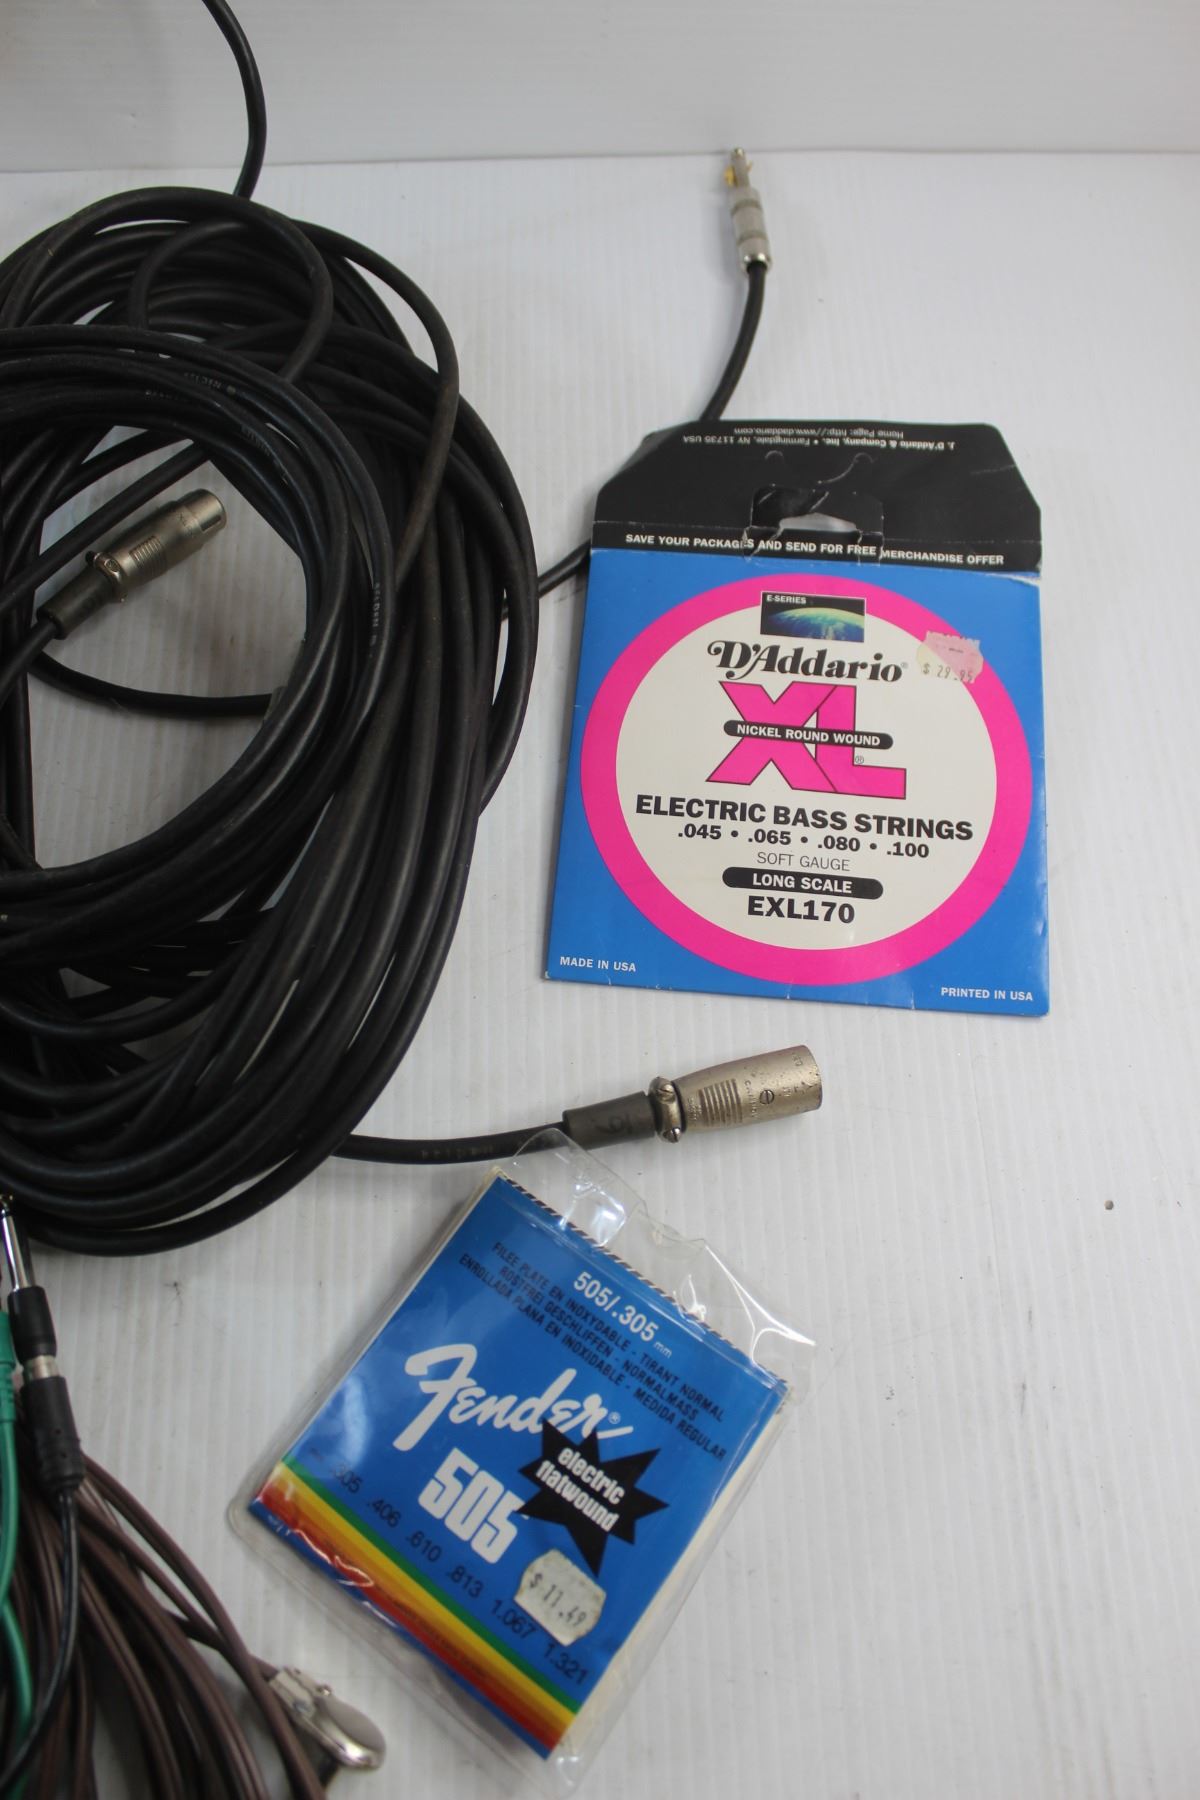 J. D'Addario & Company, Inc. • Farmingdale, NY 11735 USA
Home Page: http://www.daddario.com
SAVE YOUR PACKAGES AND SEND FOR FREE MERCHANDISE OFFER
E-SERIES
D'Addario®
$ 29.95
XL®
NICKEL ROUND WOUND
ELECTRIC BASS STRINGS
.045 • .065 • .080 • .100
SOFT GAUGE
LONG SCALE
EXL170
MADE IN USA
PRINTED IN USA
BELDEN
505/.305 mm
FILEE PLATE EN INOXYDABLE - TIRANT NORMAL
ROSTFREI GESCHLIFFEN - NORMALMASS
ENROLLADA PLANA EN INOXIDABLE - MEDIDA REGULAR
Fender®
505
electric
flatwound
.305 .406 .610 .813 1.067 1.321
$ 11.49